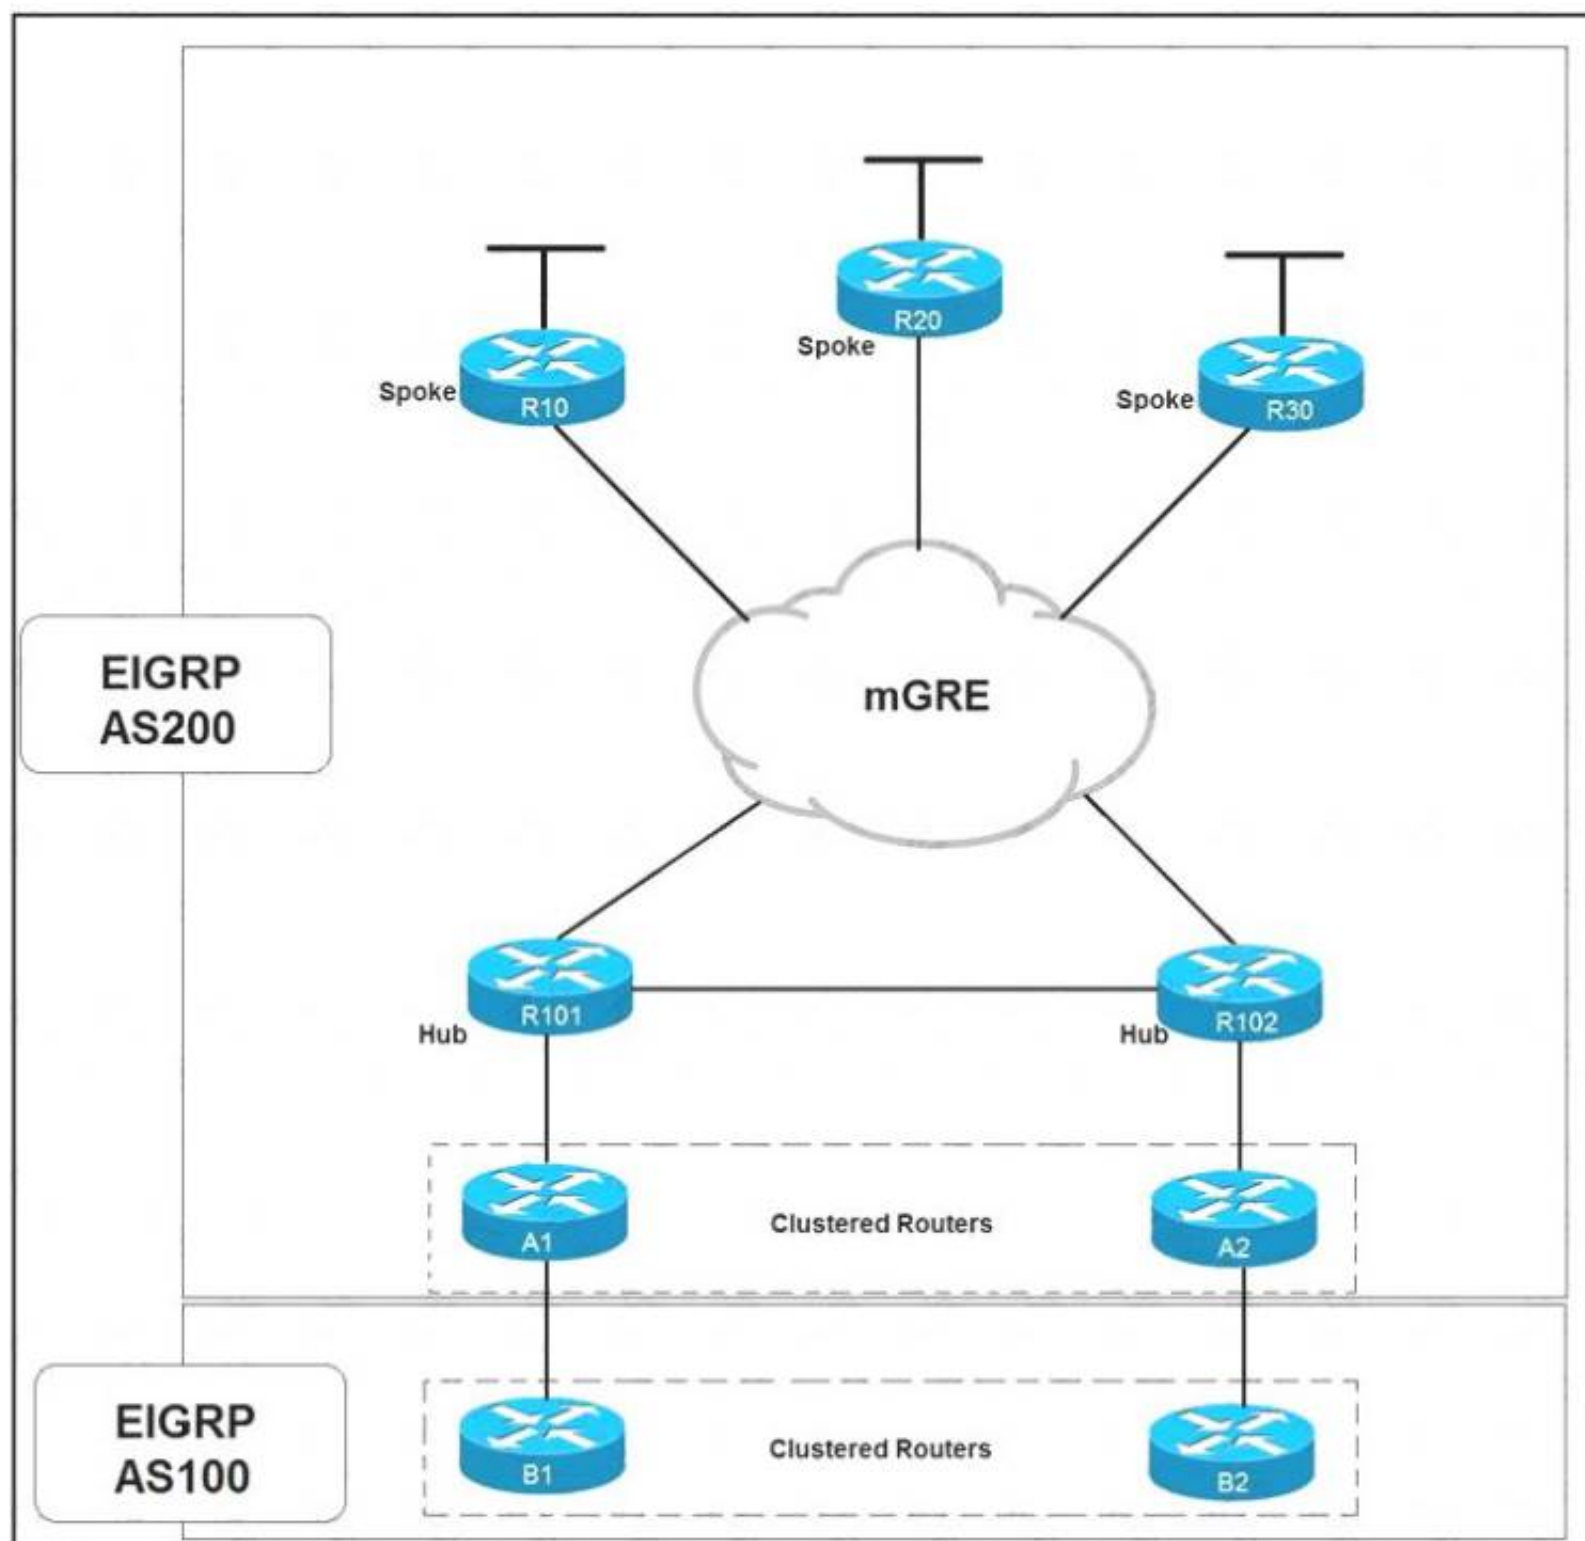 R20
Spoke
Spoke
R10
Spoke
R30
EIGRP
AS200
mGRE
R101
Hub
R102
Hub
A1
Clustered Routers
A2
EIGRP
AS100
B1
Clustered Routers
B2